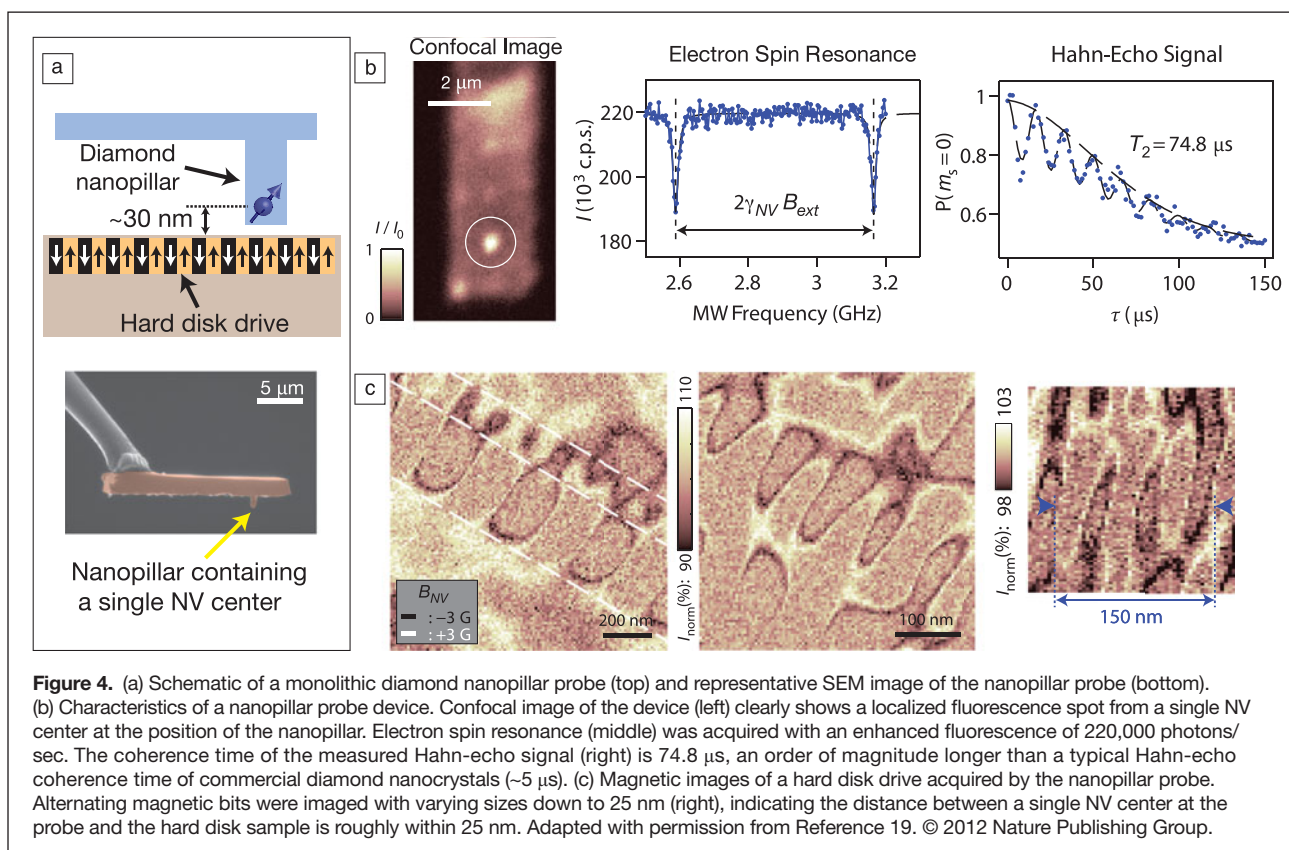 a
Diamond
nanopillar
~30 nm
Hard disk drive
5 μm
Nanopillar containing
a single NV center
b
Confocal Image
2 μm
I / I0
1
0
Electron Spin Resonance
I (10³ c.p.s.)
220
200
180
2γNV Bext
2.6
2.8
3
3.2
MW Frequency (GHz)
Hahn-Echo Signal
P(ms = 0)
1
0.8
0.6
T2 = 74.8 μs
0
50
100
150
τ (μs)
c
BNV
: −3 G
: +3 G
200 nm
Inorm(%): 90 110
100 nm
Inorm(%): 98 103
150 nm
Figure 4. (a) Schematic of a monolithic diamond nanopillar probe (top) and representative SEM image of the nanopillar probe (bottom).
(b) Characteristics of a nanopillar probe device. Confocal image of the device (left) clearly shows a localized fluorescence spot from a single NV
center at the position of the nanopillar. Electron spin resonance (middle) was acquired with an enhanced fluorescence of 220,000 photons/
sec. The coherence time of the measured Hahn-echo signal (right) is 74.8 μs, an order of magnitude longer than a typical Hahn-echo
coherence time of commercial diamond nanocrystals (~5 μs). (c) Magnetic images of a hard disk drive acquired by the nanopillar probe.
Alternating magnetic bits were imaged with varying sizes down to 25 nm (right), indicating the distance between a single NV center at the
probe and the hard disk sample is roughly within 25 nm. Adapted with permission from Reference 19. © 2012 Nature Publishing Group.